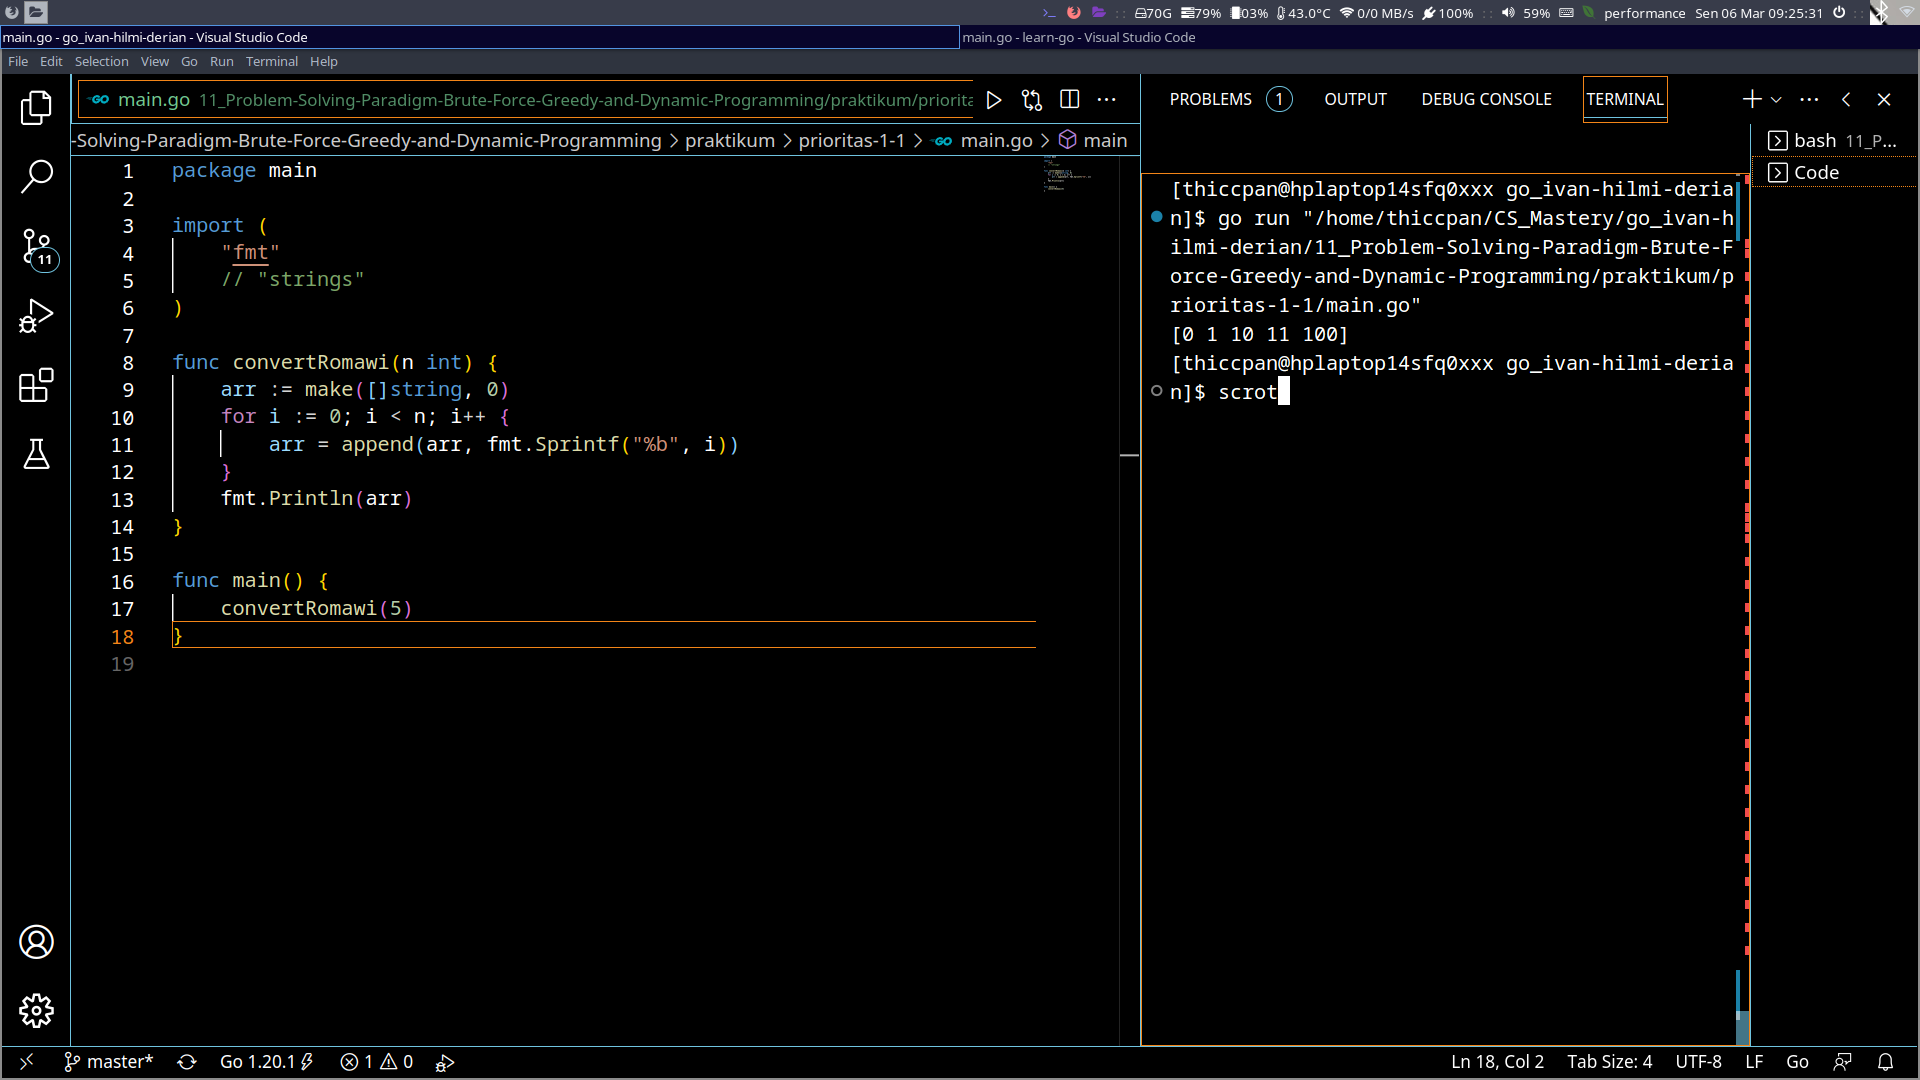 70G 79% 03% 43.0°C 0/0 MB/s 100% 59% performance Sen 06 Mar 09:25:31
main.go - go_ivan-hilmi-derian - Visual Studio Code
main.go - learn-go - Visual Studio Code
File Edit Selection View Go Run Terminal Help
main.go 11_Problem-Solving-Paradigm-Brute-Force-Greedy-and-Dynamic-Programming/praktikum/priorita
-Solving-Paradigm-Brute-Force-Greedy-and-Dynamic-Programming > praktikum > prioritas-1-1 > main.go > main
11
1 package main
2
3 import (
4     "fmt"
5     // "strings"
6 )
7
8 func convertRomawi(n int) {
9     arr := make([]string, 0)
10     for i := 0; i < n; i++ {
11         arr = append(arr, fmt.Sprintf("%b", i))
12     }
13     fmt.Println(arr)
14 }
15
16 func main() {
17     convertRomawi(5)
18 }
19
PROBLEMS 1 OUTPUT DEBUG CONSOLE TERMINAL
[thiccpan@hplaptop14sfq0xxx go_ivan-hilmi-deria
n]$ go run "/home/thiccpan/CS_Mastery/go_ivan-h
ilmi-derian/11_Problem-Solving-Paradigm-Brute-F
orce-Greedy-and-Dynamic-Programming/praktikum/p
rioritas-1-1/main.go"
[0 1 10 11 100]
[thiccpan@hplaptop14sfq0xxx go_ivan-hilmi-deria
n]$ scrot
bash 11_P...
Code
master* Go 1.20.1 1 0 Ln 18, Col 2 Tab Size: 4 UTF-8 LF Go